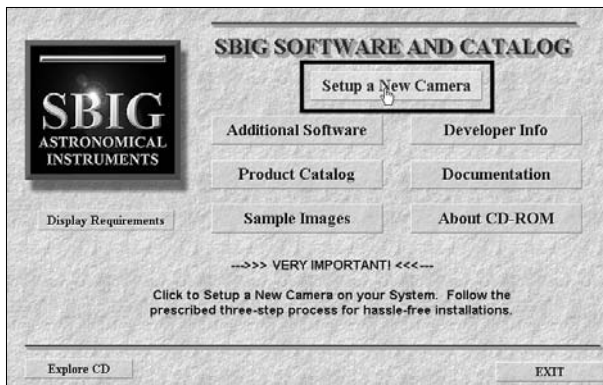 SBIG SOFTWARE AND CATALOG
Setup a New Camera
SBIG
ASTRONOMICAL
INSTRUMENTS
Additional Software
Developer Info
Product Catalog
Documentation
Display Requirements
Sample Images
About CD-ROM
--->>> VERY IMPORTANT! <<<---
Click to Setup a New Camera on your System. Follow the
prescribed three-step process for hassle-free installations.
Explore CD
EXIT